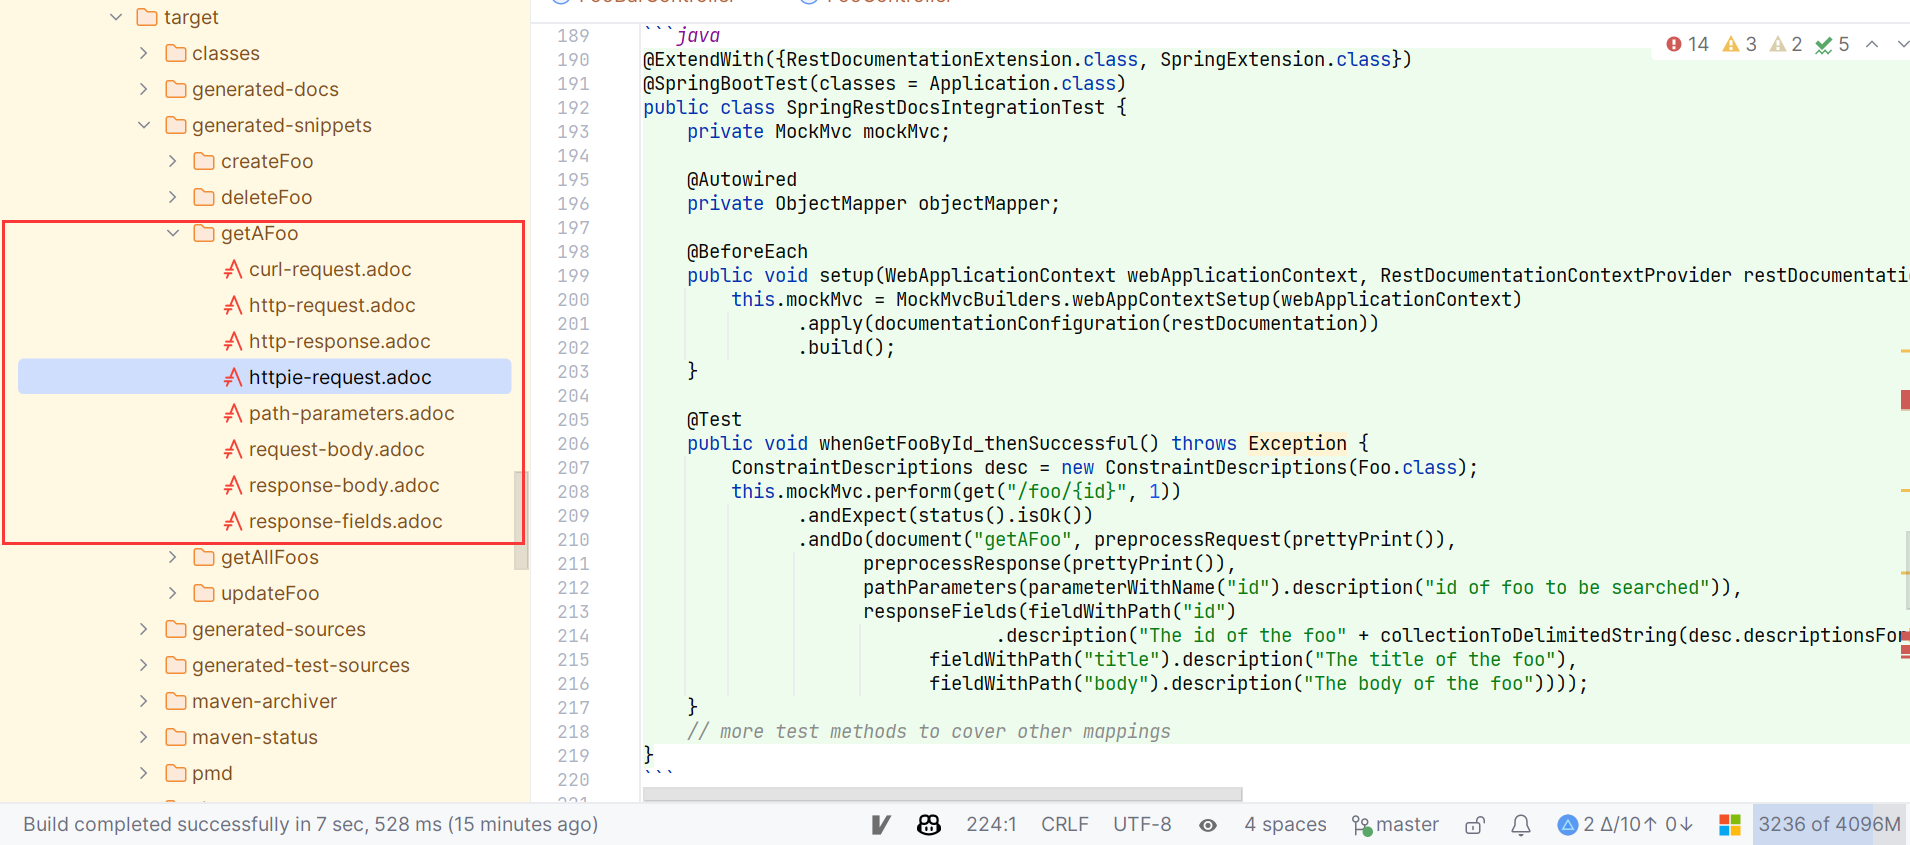 target
classes
generated-docs
generated-snippets
createFoo
deleteFoo
getAFoo
curl-request.adoc
http-request.adoc
http-response.adoc
httpie-request.adoc
path-parameters.adoc
request-body.adoc
response-body.adoc
response-fields.adoc
getAllFoos
updateFoo
generated-sources
generated-test-sources
maven-archiver
maven-status
pmd
FooBarController FooController
14 3 2 5
189 ```java
190 @ExtendWith({RestDocumentationExtension.class, SpringExtension.class})
191 @SpringBootTest(classes = Application.class)
192 public class SpringRestDocsIntegrationTest {
193     private MockMvc mockMvc;
194
195     @Autowired
196     private ObjectMapper objectMapper;
197
198     @BeforeEach
199     public void setup(WebApplicationContext webApplicationContext, RestDocumentationContextProvider restDocumentatio
200         this.mockMvc = MockMvcBuilders.webAppContextSetup(webApplicationContext)
201               .apply(documentationConfiguration(restDocumentation))
202               .build();
203     }
204
205     @Test
206     public void whenGetFooById_thenSuccessful() throws Exception {
207         ConstraintDescriptions desc = new ConstraintDescriptions(Foo.class);
208         this.mockMvc.perform(get("/foo/{id}", 1))
209               .andExpect(status().isOk())
210               .andDo(document("getAFoo", preprocessRequest(prettyPrint()),
211                     preprocessResponse(prettyPrint()),
212                     pathParameters(parameterWithName("id").description("id of foo to be searched")),
213                     responseFields(fieldWithPath("id")
214                                 .description("The id of the foo" + collectionToDelimitedString(desc.descriptionsFor
215                           fieldWithPath("title").description("The title of the foo"),
216                           fieldWithPath("body").description("The body of the foo"))));
217     }
218     // more test methods to cover other mappings
219 }
220 ```
221
Build completed successfully in 7 sec, 528 ms (15 minutes ago) 224:1 CRLF UTF-8 4 spaces master 2 Δ/10↑ 0↓ 3236 of 4096M